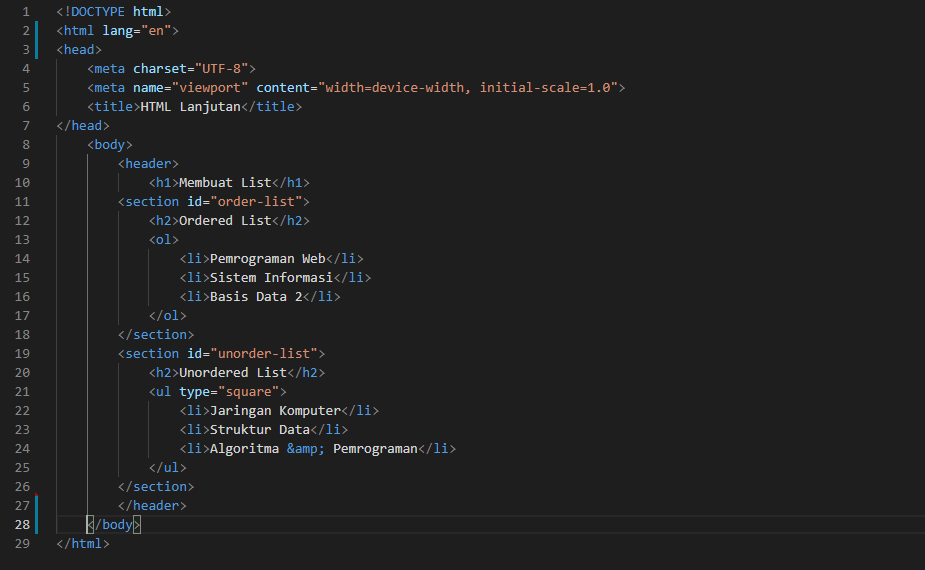 1 <!DOCTYPE html>
2 <html lang="en">
3 <head>
4     <meta charset="UTF-8">
5     <meta name="viewport" content="width=device-width, initial-scale=1.0">
6     <title>HTML Lanjutan</title>
7 </head>
8     <body>
9         <header>
10             <h1>Membuat List</h1>
11         <section id="order-list">
12             <h2>Ordered List</h2>
13             <ol>
14                 <li>Pemrograman Web</li>
15                 <li>Sistem Informasi</li>
16                 <li>Basis Data 2</li>
17             </ol>
18         </section>
19         <section id="unorder-list">
20             <h2>Unordered List</h2>
21             <ul type="square">
22                 <li>Jaringan Komputer</li>
23                 <li>Struktur Data</li>
24                 <li>Algoritma &amp; Pemrograman</li>
25             </ul>
26         </section>
27         </header>
28     </body>
29 </html>